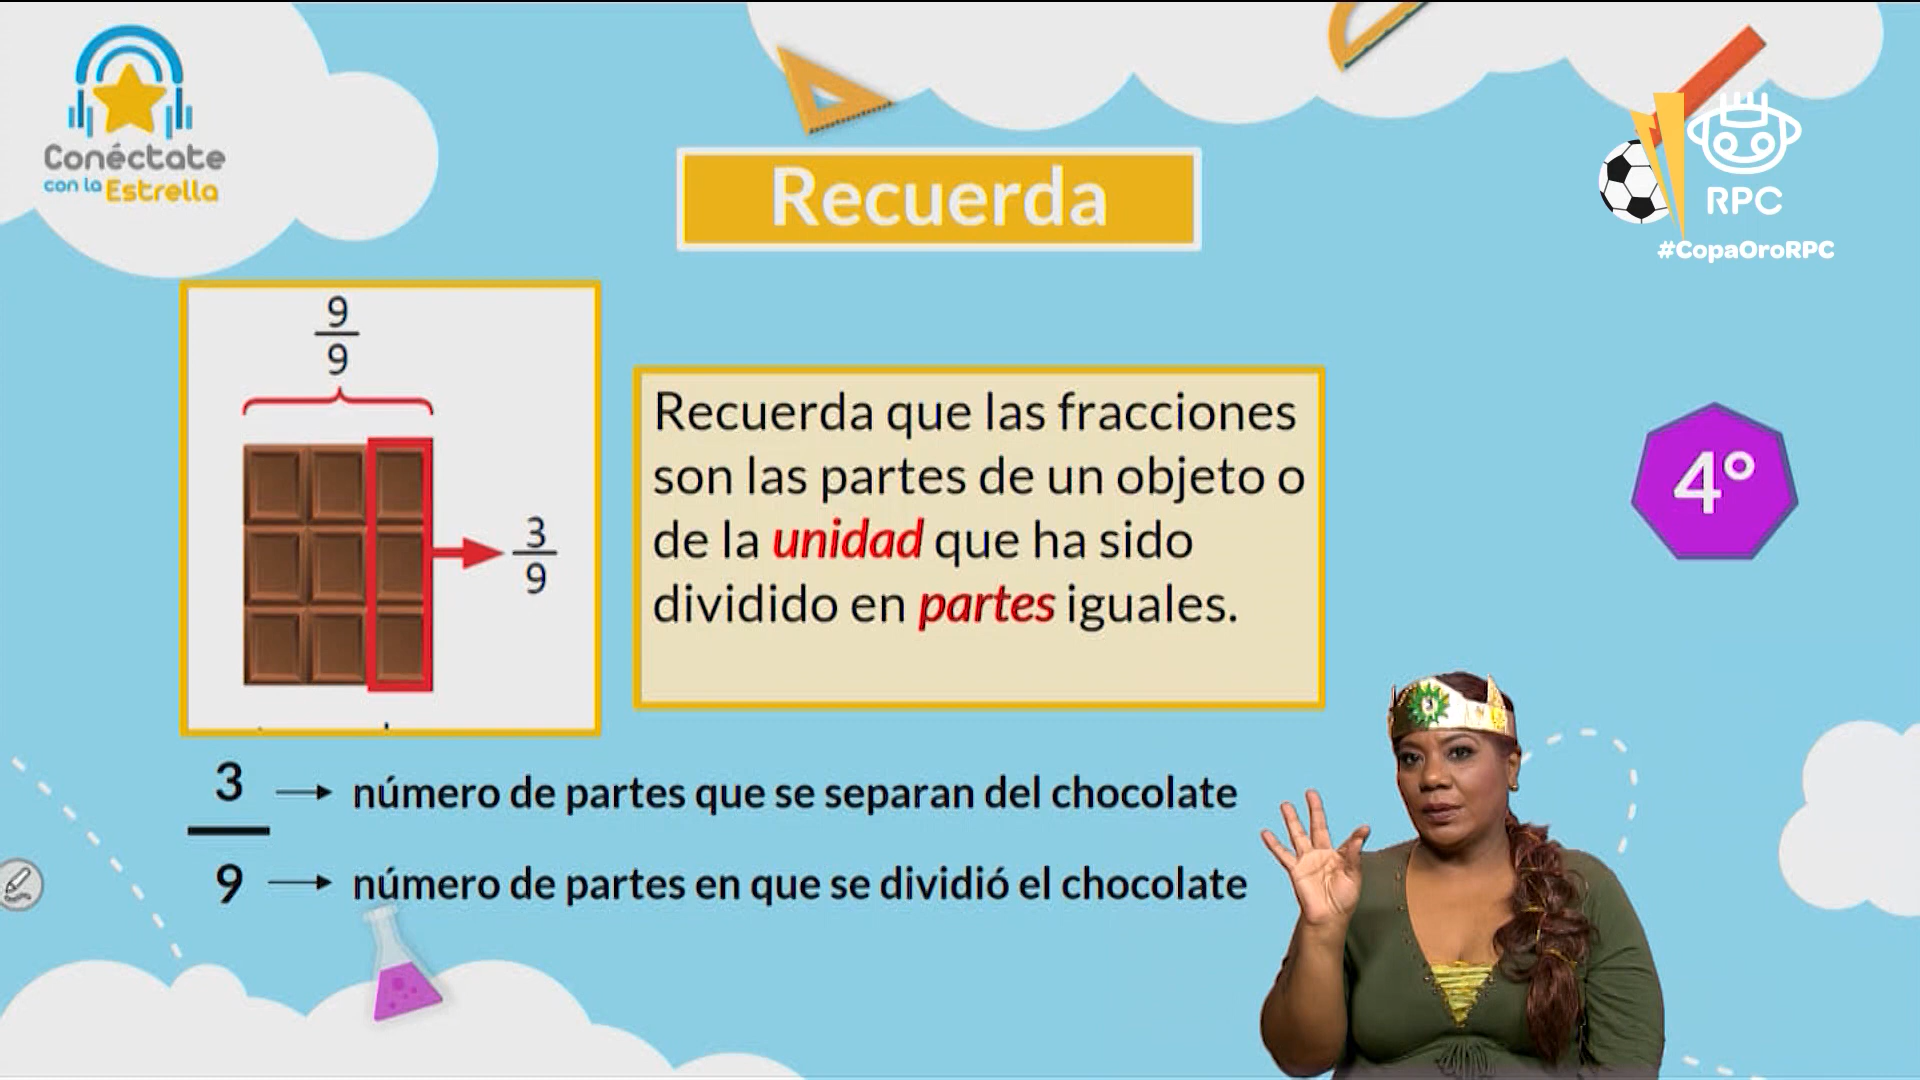 Conéctate
con la Estrella
Recuerda
RPC
#CopaOroRPC
9
9
3
9
Recuerda que las fracciones
son las partes de un objeto o
de la unidad que ha sido
dividido en partes iguales.
4°
3 → número de partes que se separan del chocolate
9 → número de partes en que se dividió el chocolate